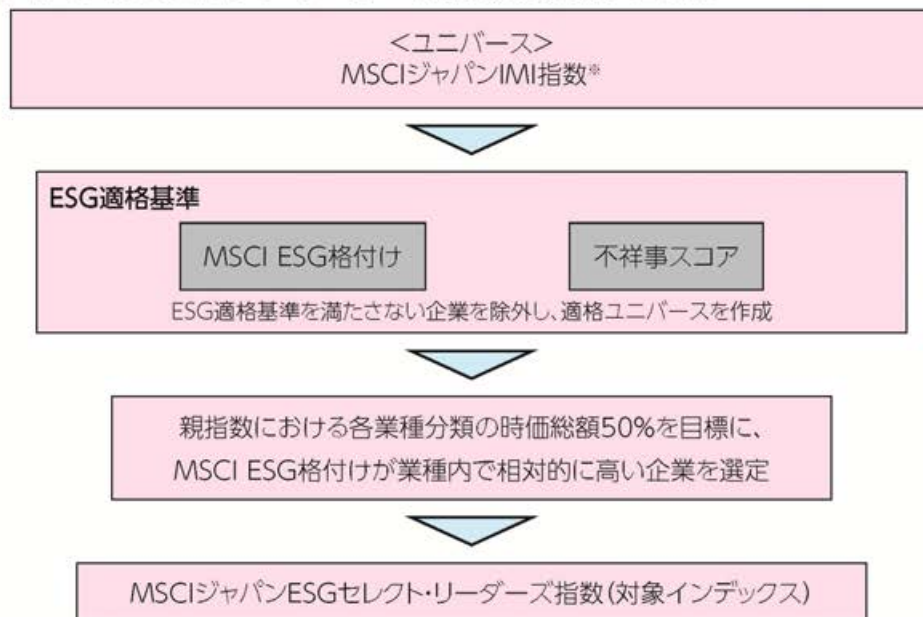 <ユニバース>
MSCIジャパンIMI指数※
ESG適格基準
MSCI ESG格付け
不祥事スコア
ESG適格基準を満たさない企業を除外し、適格ユニバースを作成
親指数における各業種分類の時価総額50%を目標に、
MSCI ESG格付けが業種内で相対的に高い企業を選定
MSCIジャパンESGセレクト・リーダーズ指数(対象インデックス)